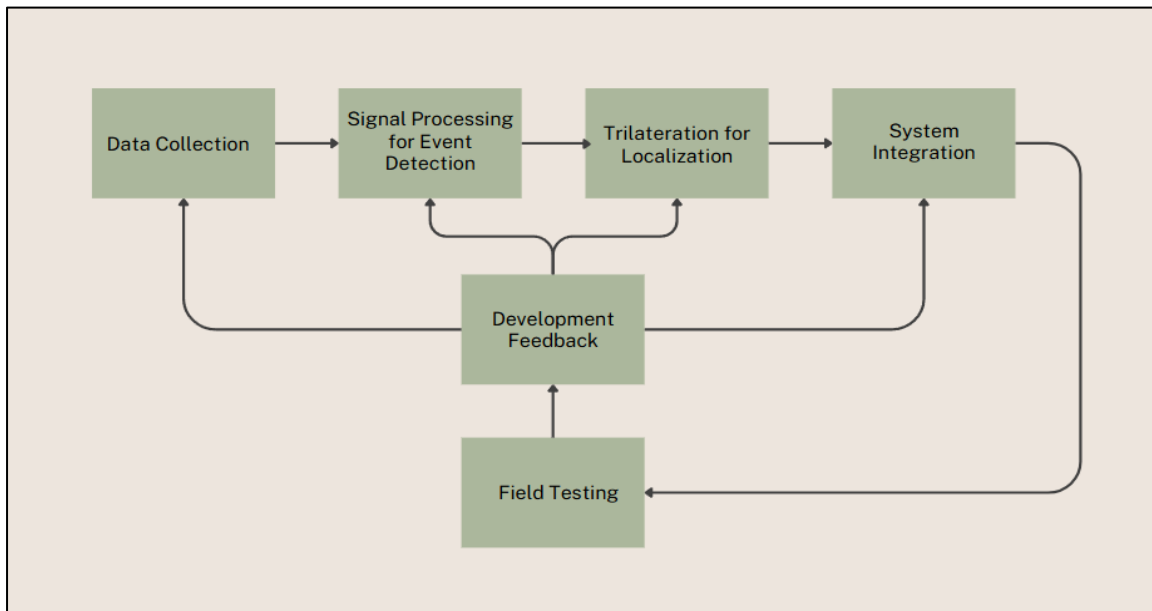 Data Collection
Signal Processing
for Event
Detection
Trilateration for
Localization
System
Integration
Development
Feedback
Field Testing